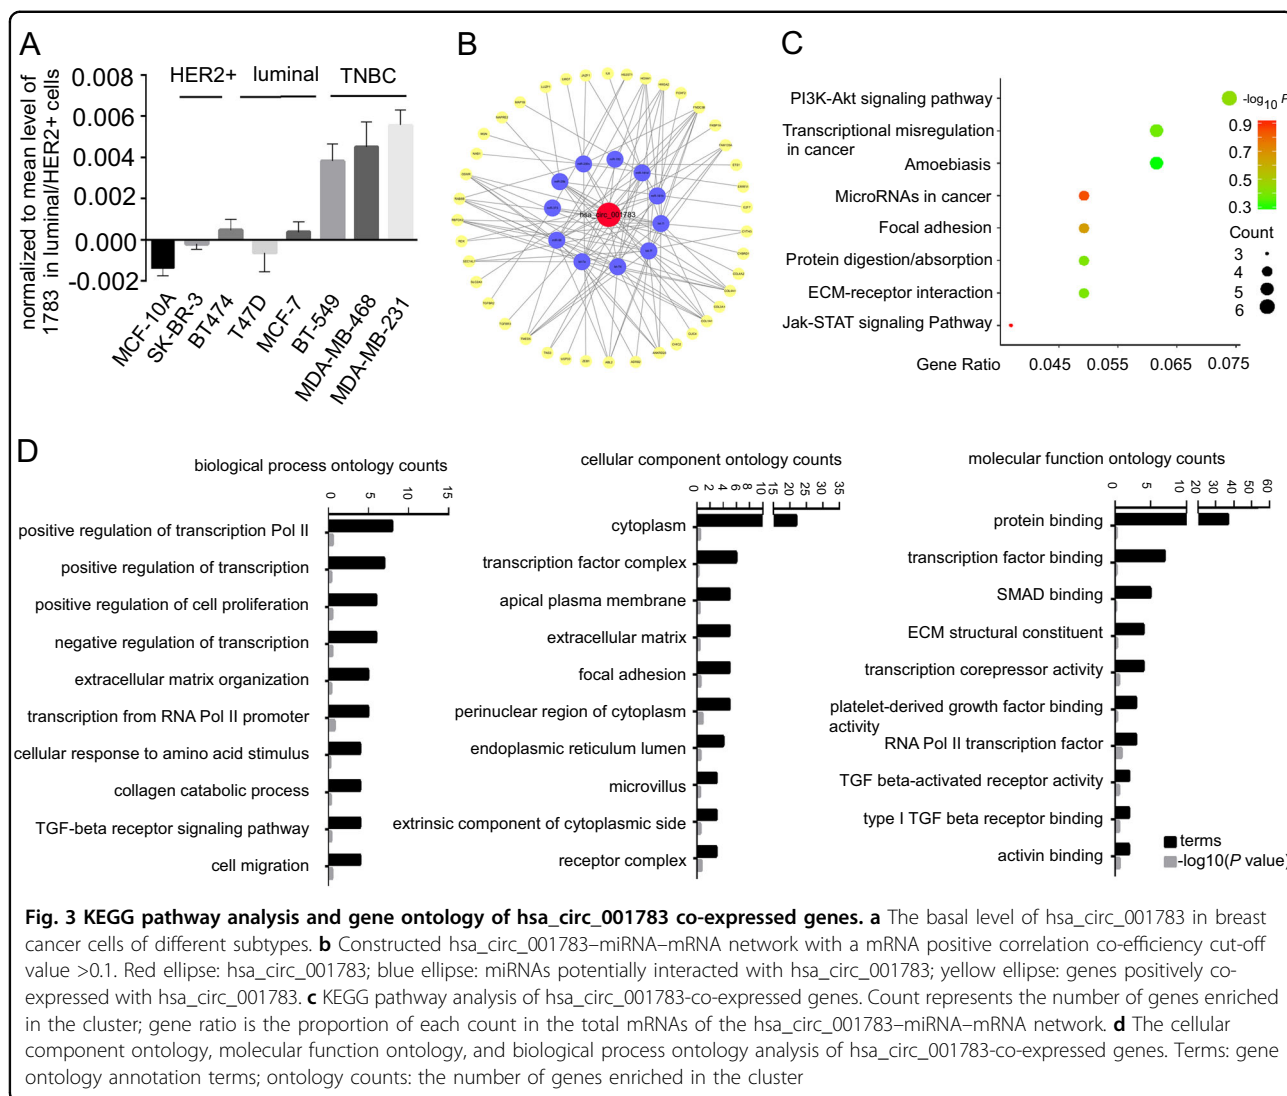 A
normalized to mean level of
1783 in luminal/HER2+ cells
0.008
0.006
0.004
0.002
0.000
-0.002
HER2+
luminal
TNBC
MCF-10A
SK-BR-3
BT474
T47D
MCF-7
BT-549
MDA-MB-468
MDA-MB-231
B
hsa_circ_001783
C
PI3K-Akt signaling pathway
Transcriptional misregulation
in cancer
Amoebiasis
MicroRNAs in cancer
Focal adhesion
Protein digestion/absorption
ECM-receptor interaction
Jak-STAT signaling Pathway
Gene Ratio
0.045
0.055
0.065
0.075
-log10 P
0.9
0.7
0.5
0.3
Count
3
4
5
6
D
biological process ontology counts
0
5
10
15
positive regulation of transcription Pol II
positive regulation of transcription
positive regulation of cell proliferation
negative regulation of transcription
extracellular matrix organization
transcription from RNA Pol II promoter
cellular response to amino acid stimulus
collagen catabolic process
TGF-beta receptor signaling pathway
cell migration
cellular component ontology counts
0
2
4
6
8
10
15
20
25
30
35
cytoplasm
transcription factor complex
apical plasma membrane
extracellular matrix
focal adhesion
perinuclear region of cytoplasm
endoplasmic reticulum lumen
microvillus
extrinsic component of cytoplasmic side
receptor complex
molecular function ontology counts
0
5
10
20
30
40
50
60
protein binding
transcription factor binding
SMAD binding
ECM structural constituent
transcription corepressor activity
platelet-derived growth factor binding
activity
RNA Pol II transcription factor
TGF beta-activated receptor activity
type I TGF beta receptor binding
activin binding
terms
-log10(P value)
Fig. 3 KEGG pathway analysis and gene ontology of hsa_circ_001783 co-expressed genes. a The basal level of hsa_circ_001783 in breast
cancer cells of different subtypes. b Constructed hsa_circ_001783–miRNA–mRNA network with a mRNA positive correlation co-efficiency cut-off
value >0.1. Red ellipse: hsa_circ_001783; blue ellipse: miRNAs potentially interacted with hsa_circ_001783; yellow ellipse: genes positively co-
expressed with hsa_circ_001783. c KEGG pathway analysis of hsa_circ_001783-co-expressed genes. Count represents the number of genes enriched
in the cluster; gene ratio is the proportion of each count in the total mRNAs of the hsa_circ_001783–miRNA–mRNA network. d The cellular
component ontology, molecular function ontology, and biological process ontology analysis of hsa_circ_001783-co-expressed genes. Terms: gene
ontology annotation terms; ontology counts: the number of genes enriched in the cluster